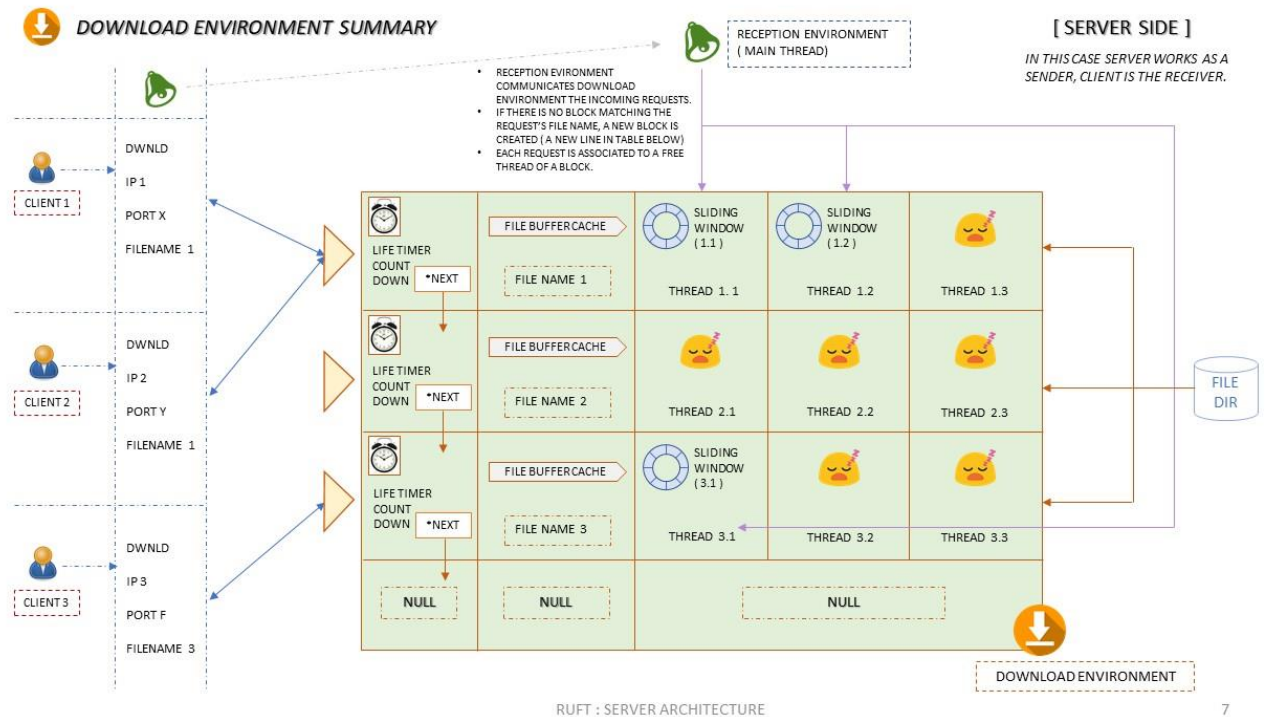 DOWNLOAD ENVIRONMENT SUMMARY
RECEPTION ENVIRONMENT
( MAIN THREAD)
[ SERVER SIDE ]
IN THIS CASE SERVER WORKS AS A
SENDER, CLIENT IS THE RECEIVER.
• RECEPTION EVIRONMENT
COMMUNICATES DOWNLOAD
ENVIRONMENT THE INCOMING REQUESTS.
• IF THERE IS NO BLOCK MATCHING THE
REQUEST'S FILE NAME, A NEW BLOCK IS
CREATED ( A NEW LINE IN TABLE BELOW)
• EACH REQUEST IS ASSOCIATED TO A FREE
THREAD OF A BLOCK.
CLIENT 1
DWNLD
IP 1
PORT X
FILENAME 1
CLIENT 2
DWNLD
IP 2
PORT Y
FILENAME 1
CLIENT 3
DWNLD
IP 3
PORT F
FILENAME 3
LIFE TIMER
COUNT
DOWN
*NEXT
FILE BUFFER CACHE
FILE NAME 1
SLIDING
WINDOW
( 1.1 )
THREAD 1. 1
SLIDING
WINDOW
( 1.2 )
THREAD 1.2
THREAD 1.3
LIFE TIMER
COUNT
DOWN
*NEXT
FILE BUFFER CACHE
FILE NAME 2
THREAD 2.1
THREAD 2.2
THREAD 2.3
LIFE TIMER
COUNT
DOWN
*NEXT
FILE BUFFER CACHE
FILE NAME 3
SLIDING
WINDOW
( 3.1 )
THREAD 3.1
THREAD 3.2
THREAD 3.3
NULL
NULL
NULL
FILE
DIR
DOWNLOAD ENVIRONMENT
RUFT : SERVER ARCHITECTURE
7